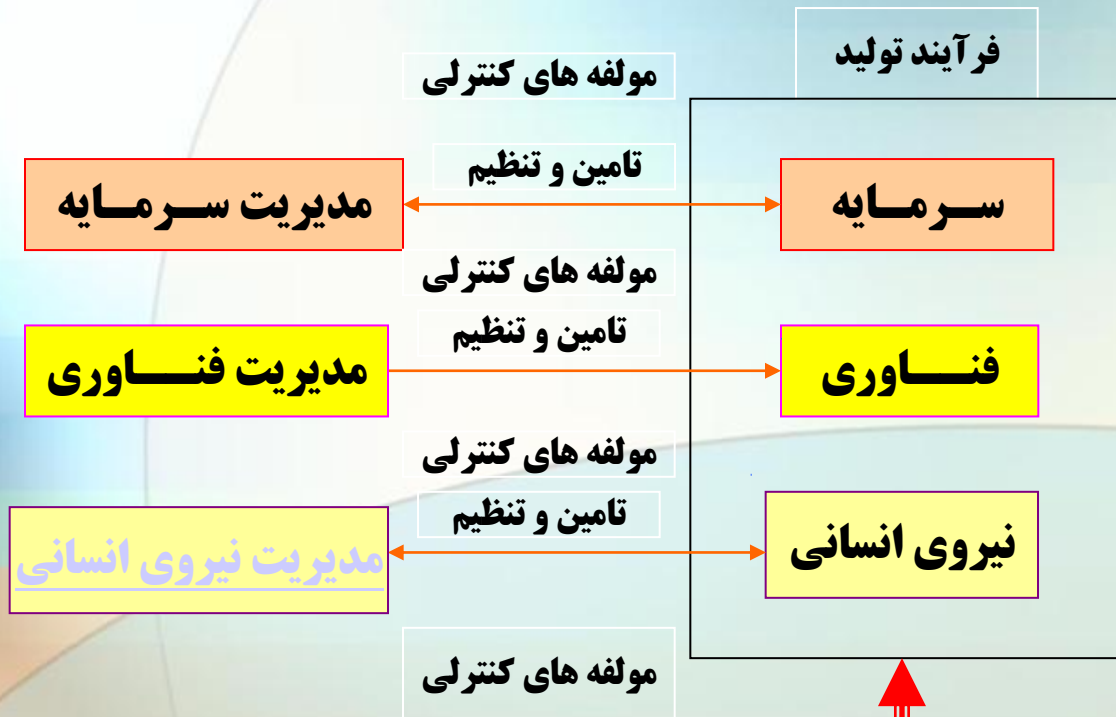 فرآیند تولید
مولفه های کنترلی
تامین و تنظیم
سـرمـایه
مدیریت سـرمـایه
مولفه های کنترلی
تامین و تنظیم
فنـــاوری
مدیریت فنـــاوری
مولفه های کنترلی
تامین و تنظیم
نیروی انسانی
مدیریت نیروی انسانی
مولفه های کنترلی